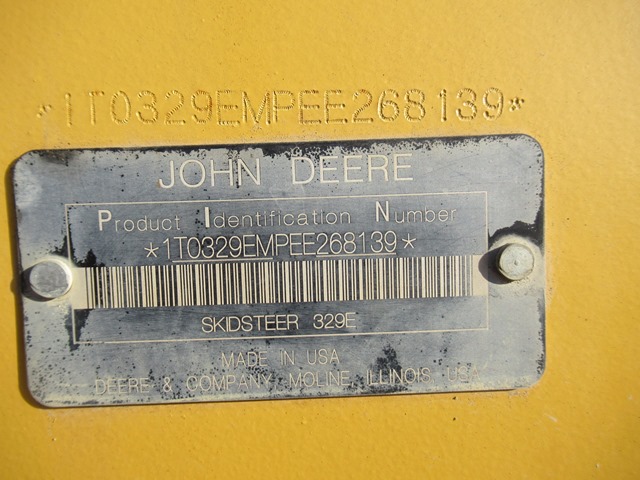 *1T0329EMPEE268139*
JOHN DEERE
Product Identification Number
*1T0329EMPEE268139*
SKIDSTEER 329E
MADE IN USA
DEERE & COMPANY MOLINE, ILLINOIS, USA